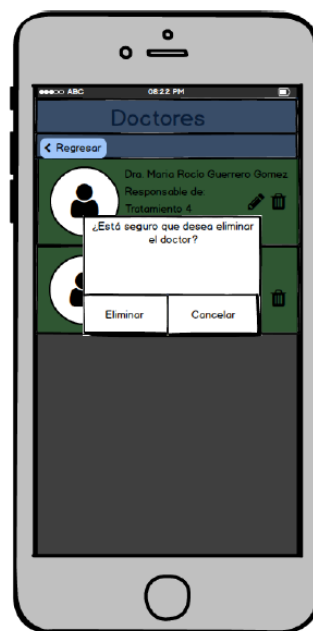 ABC 08:22 PM
Doctores
Regresar
Dra. Maria Rocio Guerrero Gomez
Responsable de:
Tratamiento 4
¿Está seguro que desea eliminar
el doctor?
Eliminar Cancelar